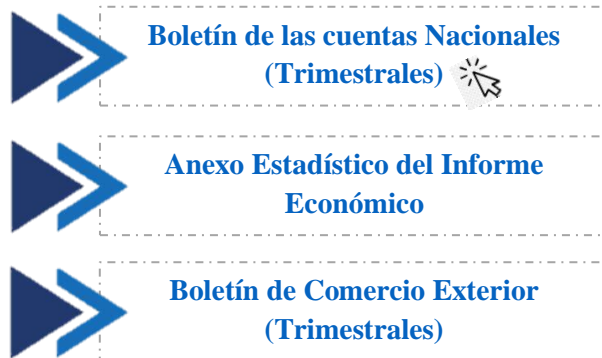 Boletín de las cuentas Nacionales
(Trimestrales)
Anexo Estadístico del Informe
Económico
Boletín de Comercio Exterior
(Trimestrales)